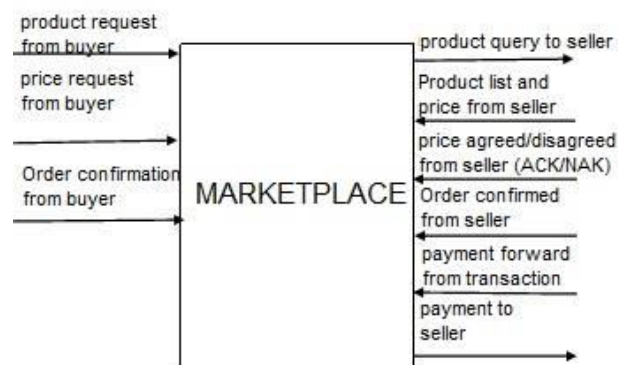 product request
from buyer
price request
from buyer
Order confirmation
from buyer
MARKETPLACE
product query to seller
Product list and
price from seller
price agreed/disagreed
from seller (ACK/NAK)
Order confirmed
from seller
payment forward
from transaction
payment to
seller